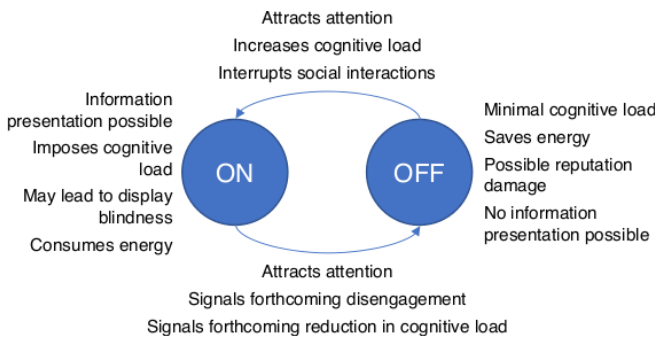 Attracts attention
Increases cognitive load
Interrupts social interactions
Information
presentation possible
Imposes cognitive
load
May lead to display
blindness
Consumes energy
ON
OFF
Minimal cognitive load
Saves energy
Possible reputation
damage
No information
presentation possible
Attracts attention
Signals forthcoming disengagement
Signals forthcoming reduction in cognitive load